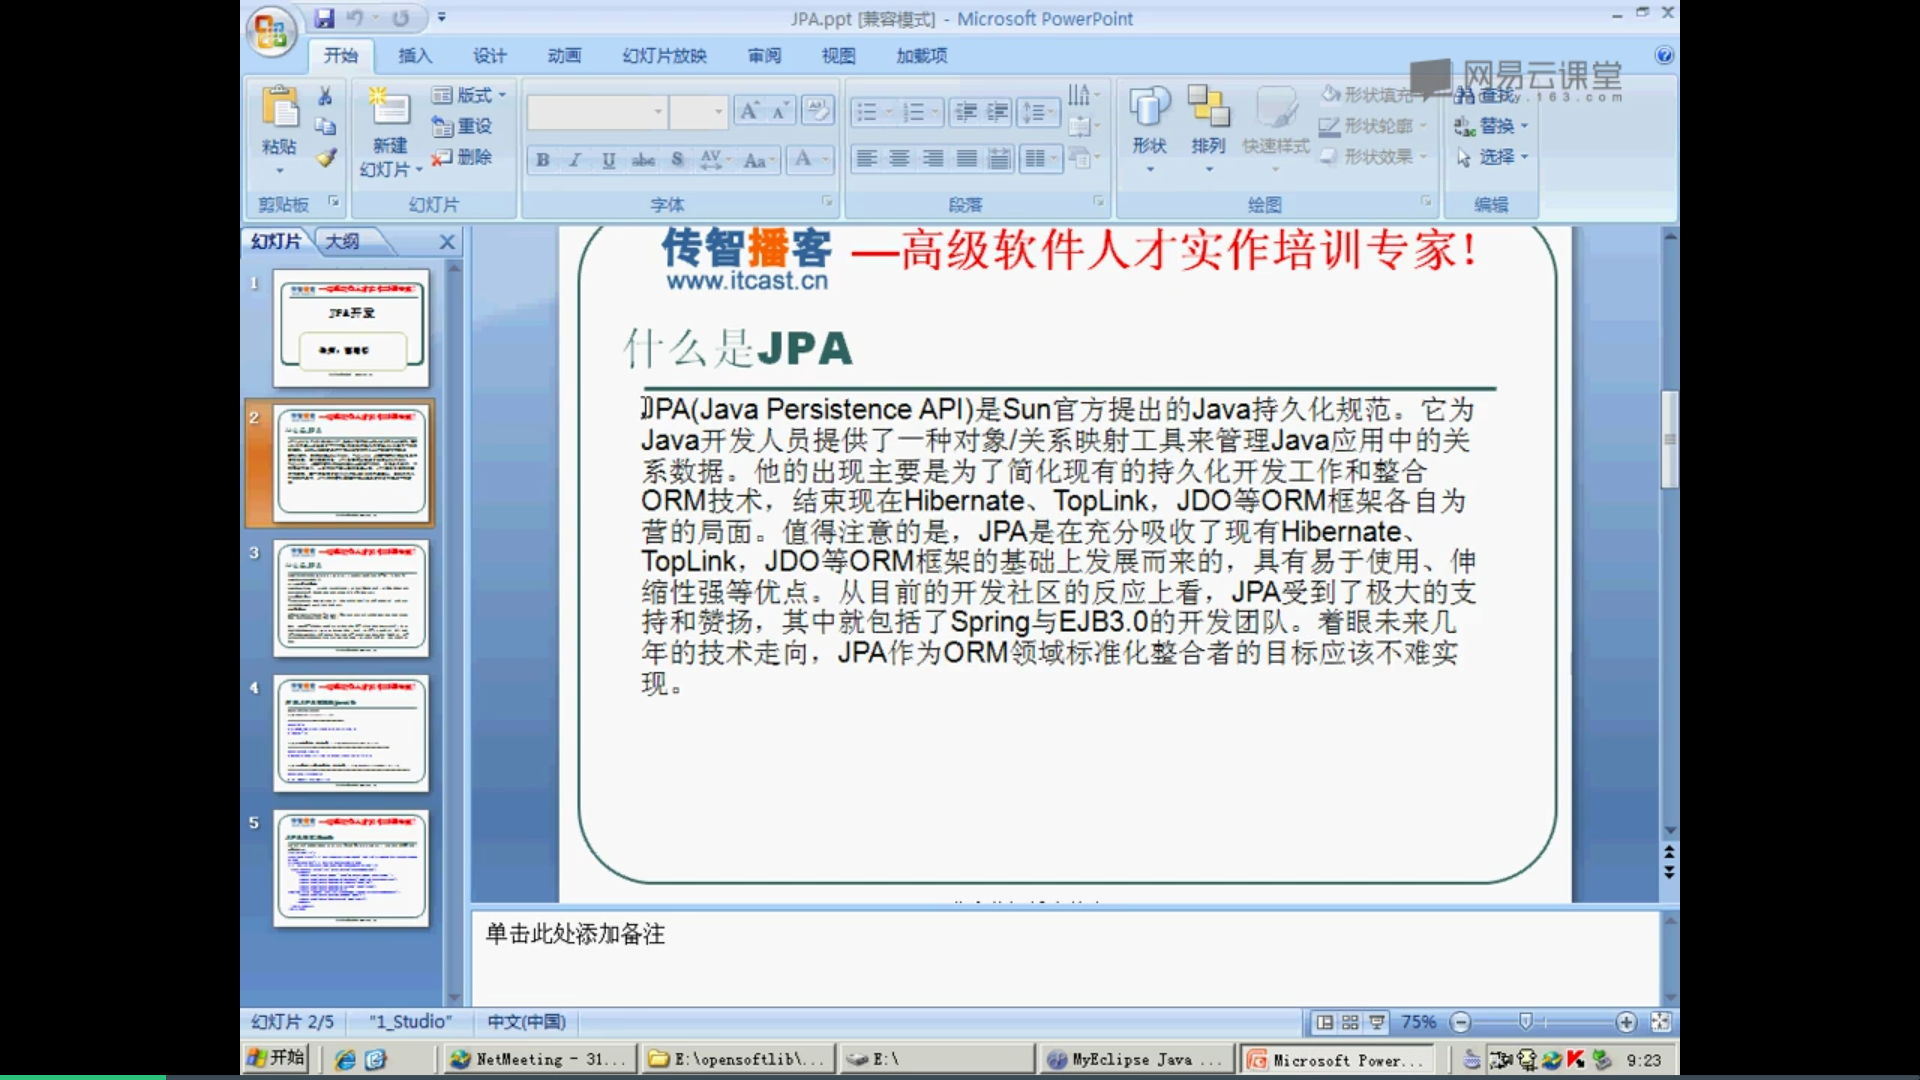 JPA.ppt [兼容模式] - Microsoft PowerPoint
开始 插入 设计 动画 幻灯片放映 审阅 视图 加载项
网易云课堂
粘贴
剪贴板
新建
幻灯片
版式
重设
删除
幻灯片
B I U abc S AV Aa A
字体
段落
形状
排列
快速样式
形状填充
形状轮廓
形状效果
绘图
查找
替换
选择
编辑
幻灯片 大纲
1
JPA开发
2
3
4
5
传智播客
www.itcast.cn
—高级软件人才实作培训专家!
什么是JPA
JPA(Java Persistence API)是Sun官方提出的Java持久化规范。它为
Java开发人员提供了一种对象/关系映射工具来管理Java应用中的关
系数据。他的出现主要是为了简化现有的持久化开发工作和整合
ORM技术，结束现在Hibernate、TopLink，JDO等ORM框架各自为
营的局面。值得注意的是，JPA是在充分吸收了现有Hibernate、
TopLink，JDO等ORM框架的基础上发展而来的，具有易于使用、伸
缩性强等优点。从目前的开发社区的反应上看，JPA受到了极大的支
持和赞扬，其中就包括了Spring与EJB3.0的开发团队。着眼未来几
年的技术走向，JPA作为ORM领域标准化整合者的目标应该不难实
现。
单击此处添加备注
幻灯片 2/5 "1_Studio" 中文(中国) 75%
开始 NetMeeting - 31... E:\opensoftlib\... E:\ MyEclipse Java ... Microsoft Power... 9:23